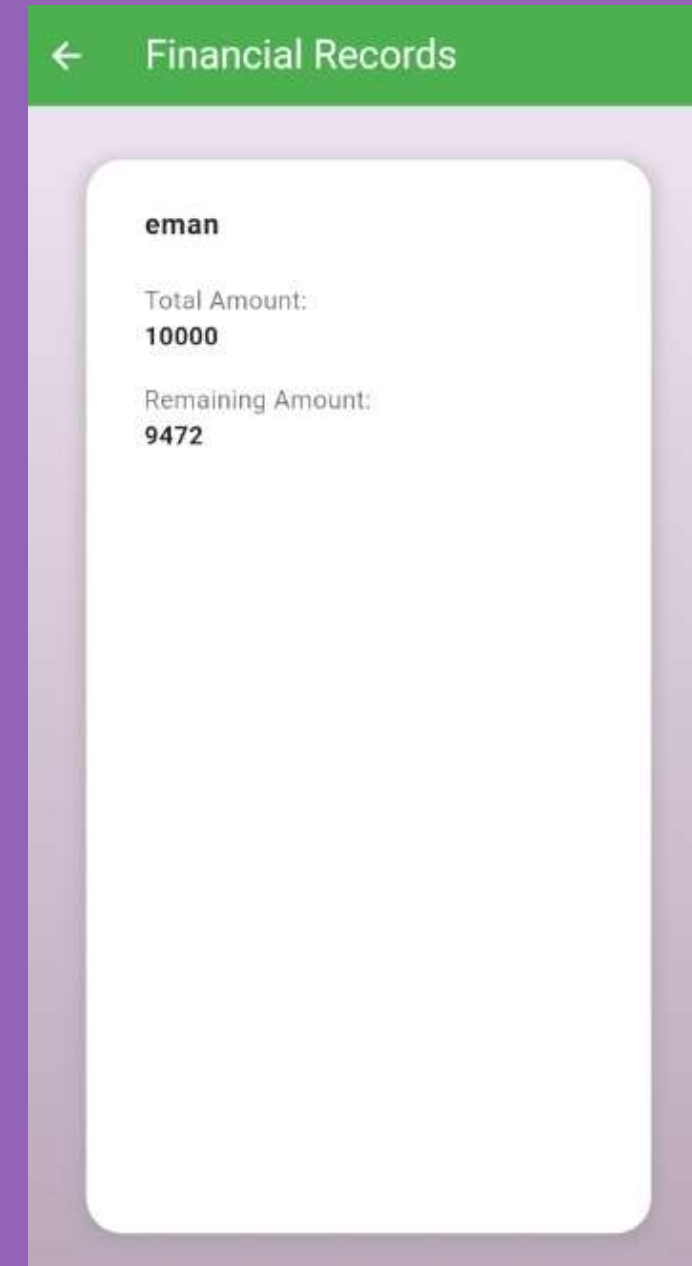 Financial Records
eman
Total Amount:
10000
Remaining Amount:
9472